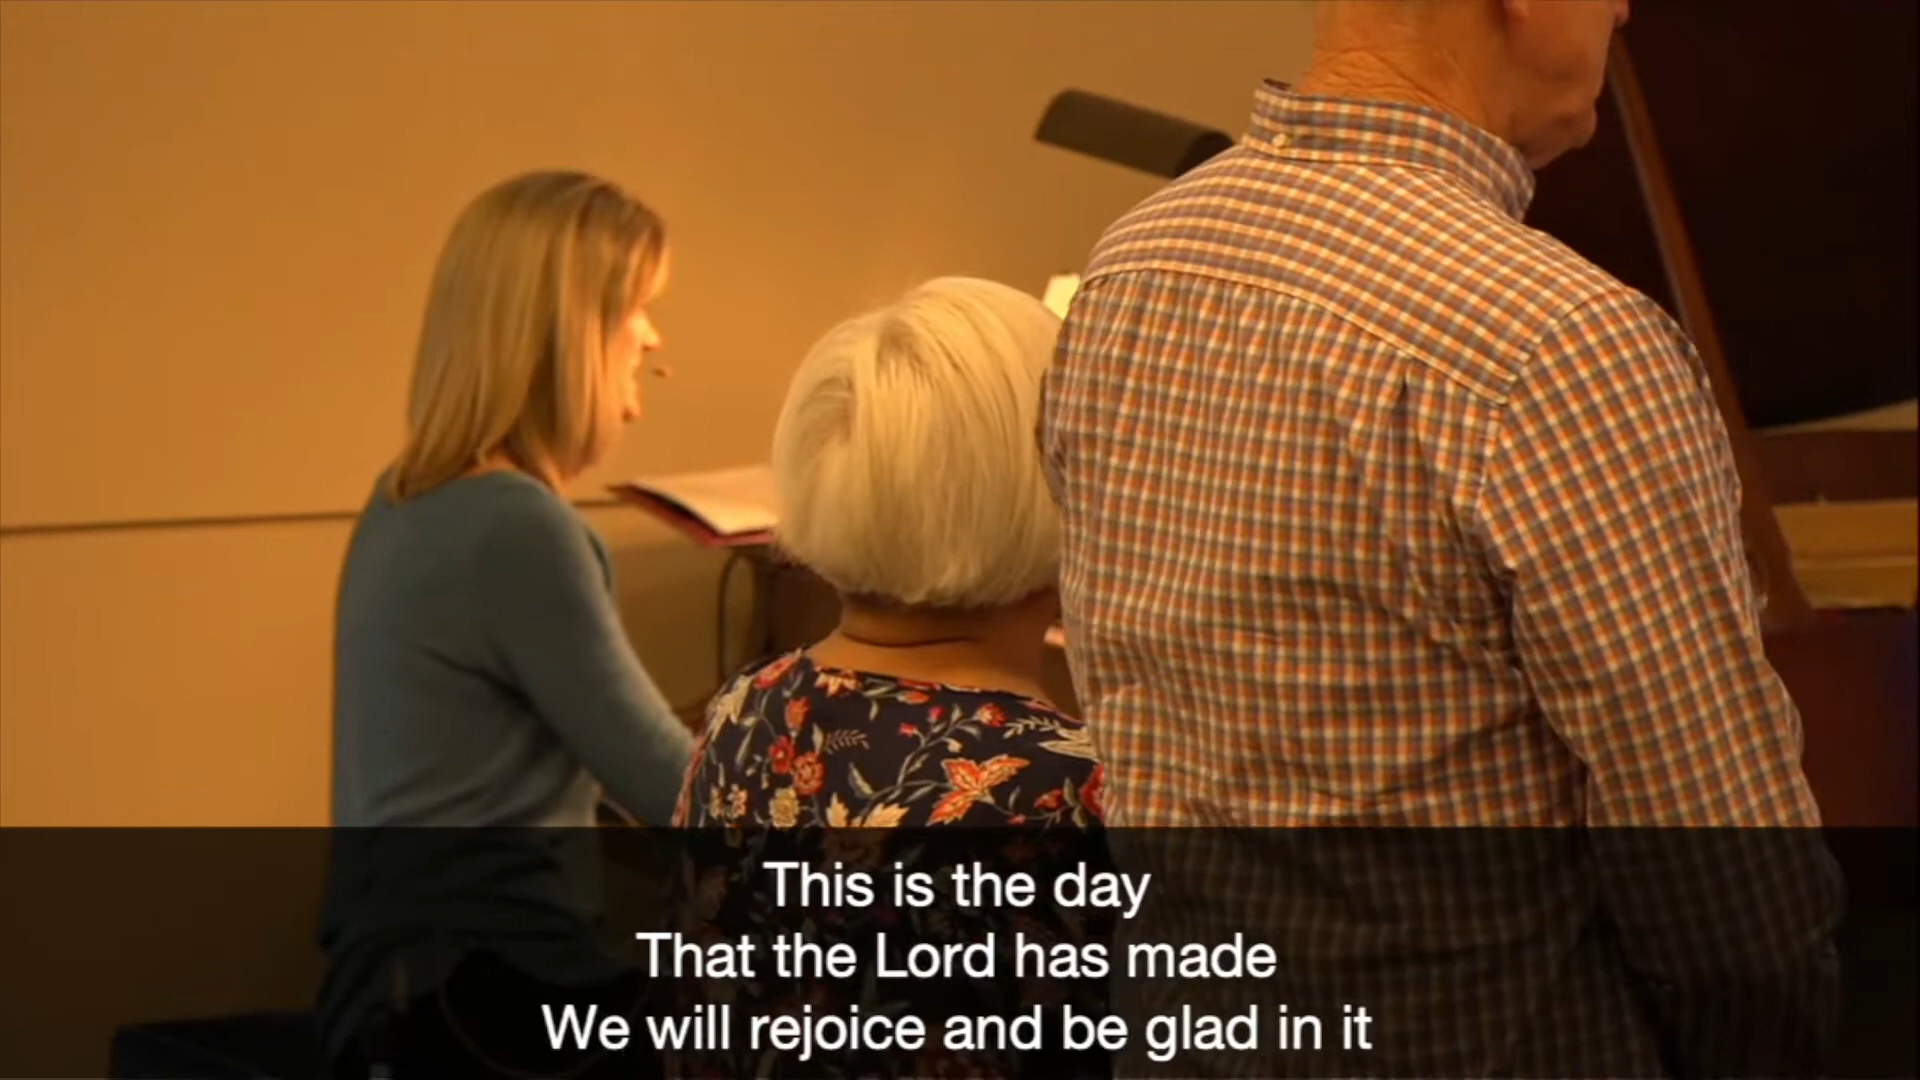 This is the day
That the Lord has made
We will rejoice and be glad in it